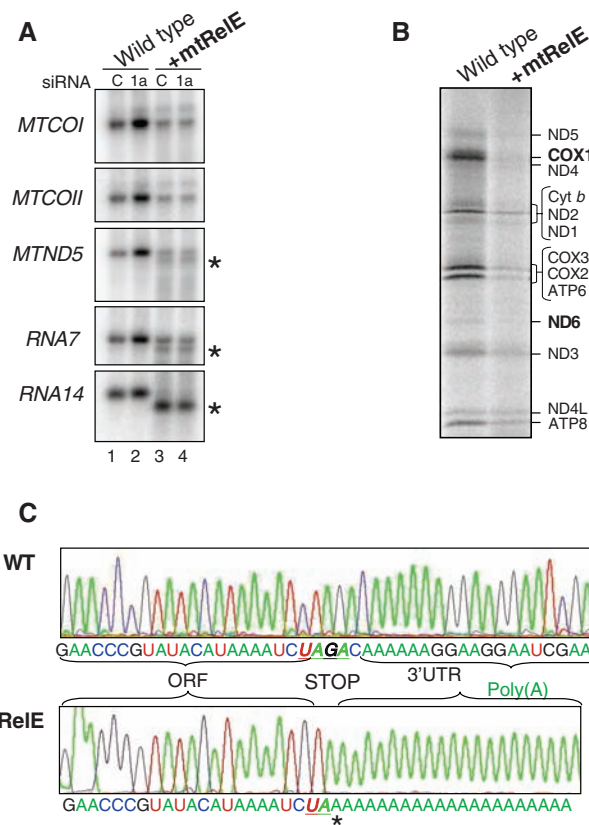 A
Wild type
+mtRelE
siRNA C 1a C 1a
MTCOI
MTCOII
MTND5
*
RNA7
*
RNA14
*
1 2 3 4
B
Wild type
+mtRelE
ND5
COX1
ND4
Cyt b
ND2
ND1
COX3
COX2
ATP6
ND6
ND3
ND4L
ATP8
C
WT
GAACCCGUAUACAUAAAAUCUAGACAAAAAAGGAAGGAAUCGAA
ORF STOP 3'UTR
Poly(A)
RelE
GAACCCGUAUACAUAAAAUCUAAAAAAAAAAAAAAAAAAAAAA
*